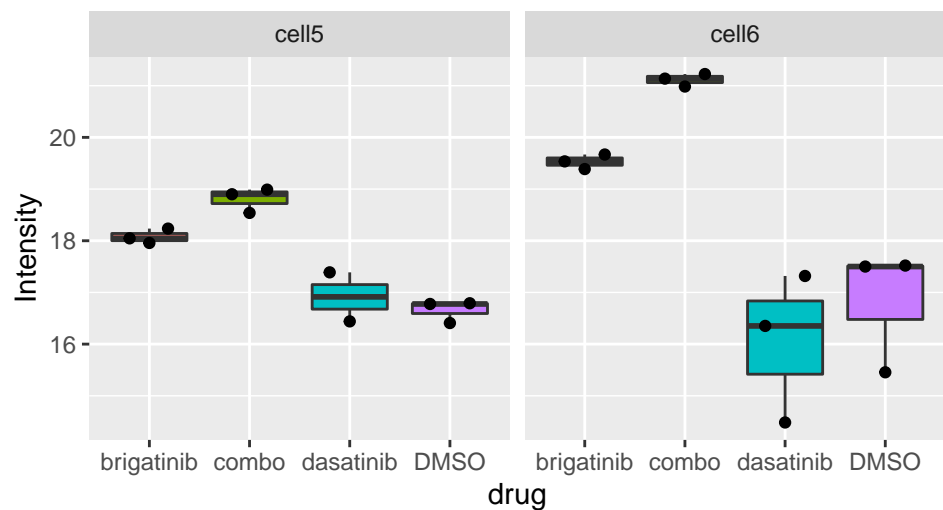 cell5 cell6
Intensity
20
18
16
brigatinib combo dasatinib DMSO brigatinib combo dasatinib DMSO
drug